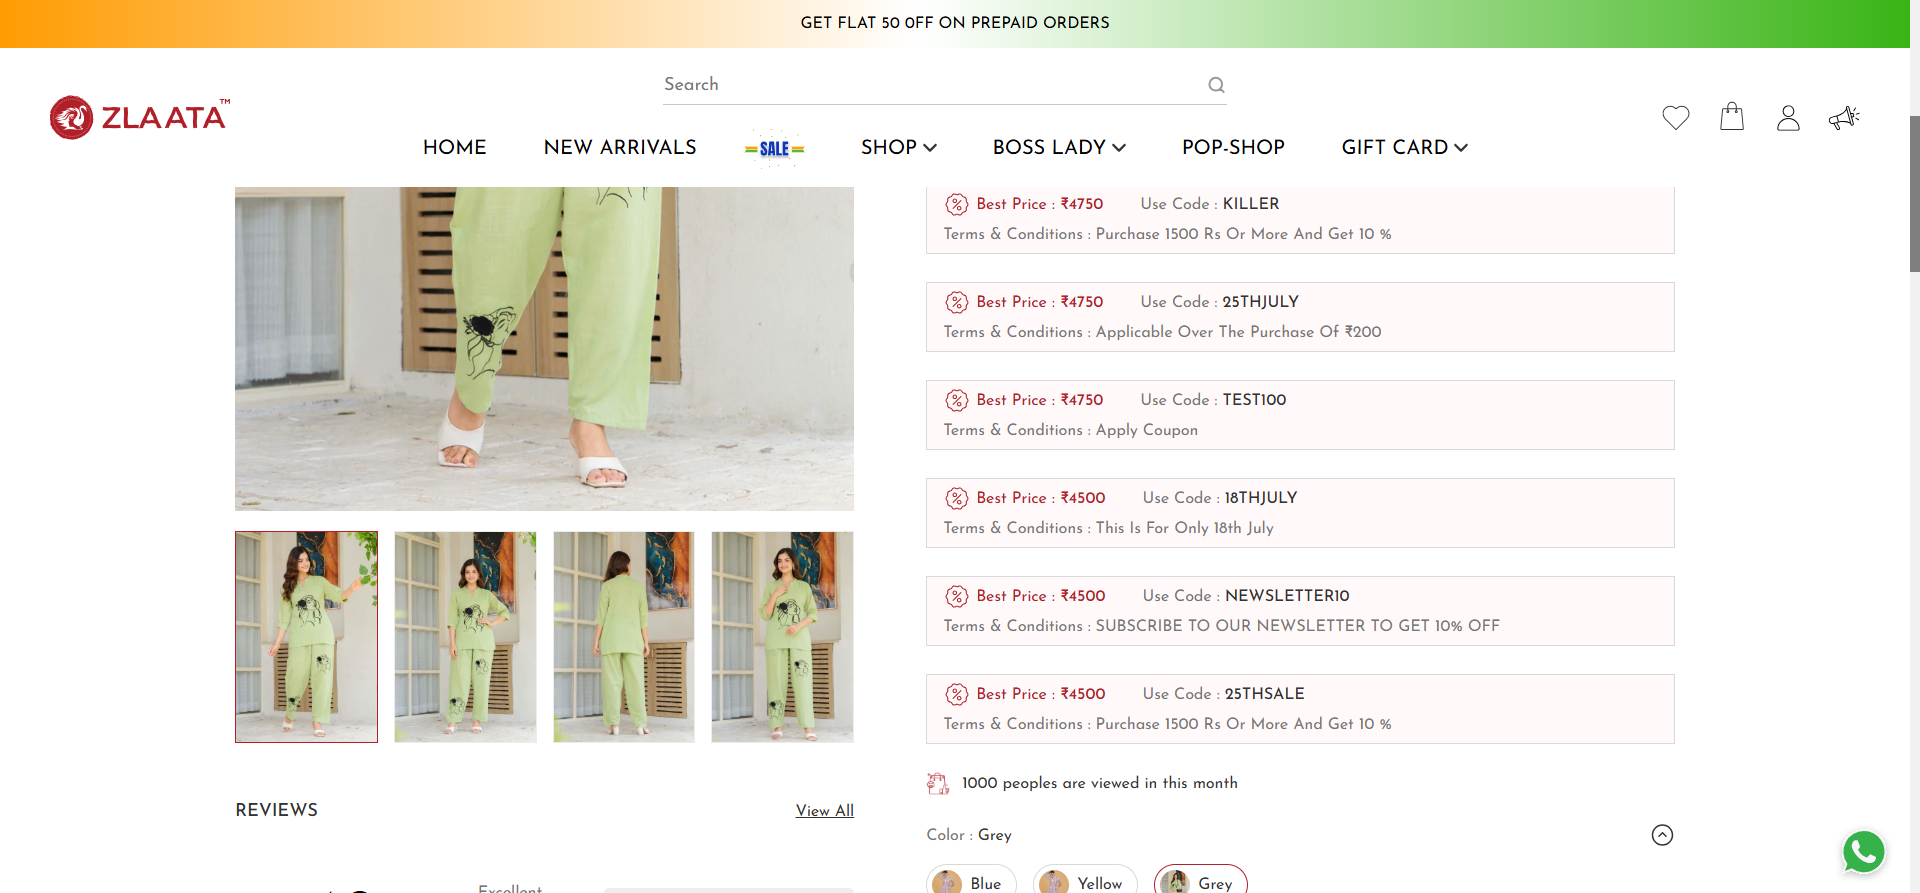 GET FLAT 50 OFF ON PREPAID ORDERS
Search
ZLAATA™
HOME
NEW ARRIVALS
SALE
SHOP
BOSS LADY
POP-SHOP
GIFT CARD
Best Price : ₹4750 Use Code : KILLER
Terms & Conditions : Purchase 1500 Rs Or More And Get 10 %
Best Price : ₹4750 Use Code : 25THJULY
Terms & Conditions : Applicable Over The Purchase Of ₹200
Best Price : ₹4750 Use Code : TEST100
Terms & Conditions : Apply Coupon
Best Price : ₹4500 Use Code : 18THJULY
Terms & Conditions : This Is For Only 18th July
Best Price : ₹4500 Use Code : NEWSLETTER10
Terms & Conditions : SUBSCRIBE TO OUR NEWSLETTER TO GET 10% OFF
Best Price : ₹4500 Use Code : 25THSALE
Terms & Conditions : Purchase 1500 Rs Or More And Get 10 %
1000 peoples are viewed in this month
REVIEWS
View All
Color : Grey
Blue
Yellow
Grey
Excellent